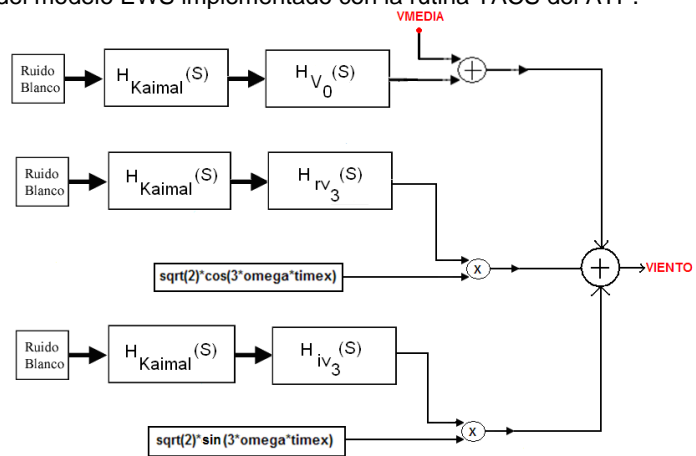 del modelo EWS implementado con la rutina TACS del ATP.
VMEDIA
Ruido
Blanco
H Kaimal (S)
H V 0 (S)
+
Ruido
Blanco
H Kaimal (S)
H rv 3 (S)
sqrt(2)*cos(3*omega*timex)
x
+
VIENTO
Ruido
Blanco
H Kaimal (S)
H iv 3 (S)
sqrt(2)*sin(3*omega*timex)
x